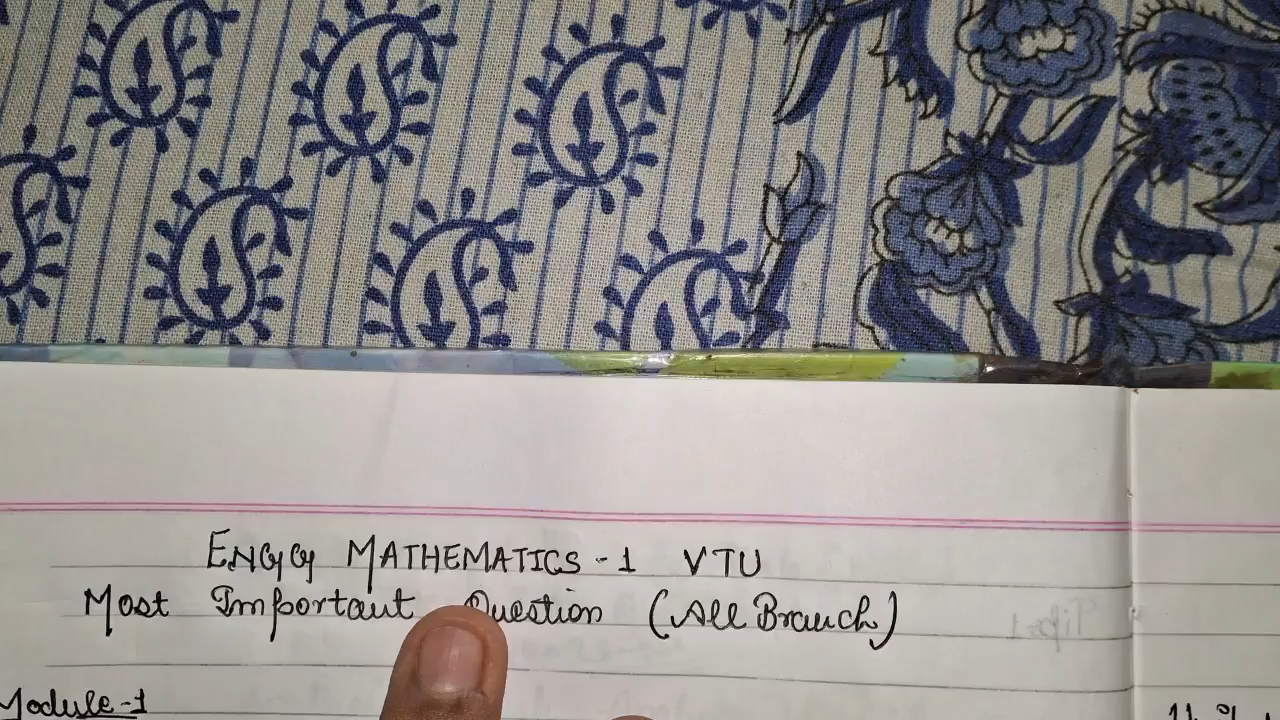 ENGG MATHEMATICS - 1 VTU
Most Important Question (All Branch)
Module-1